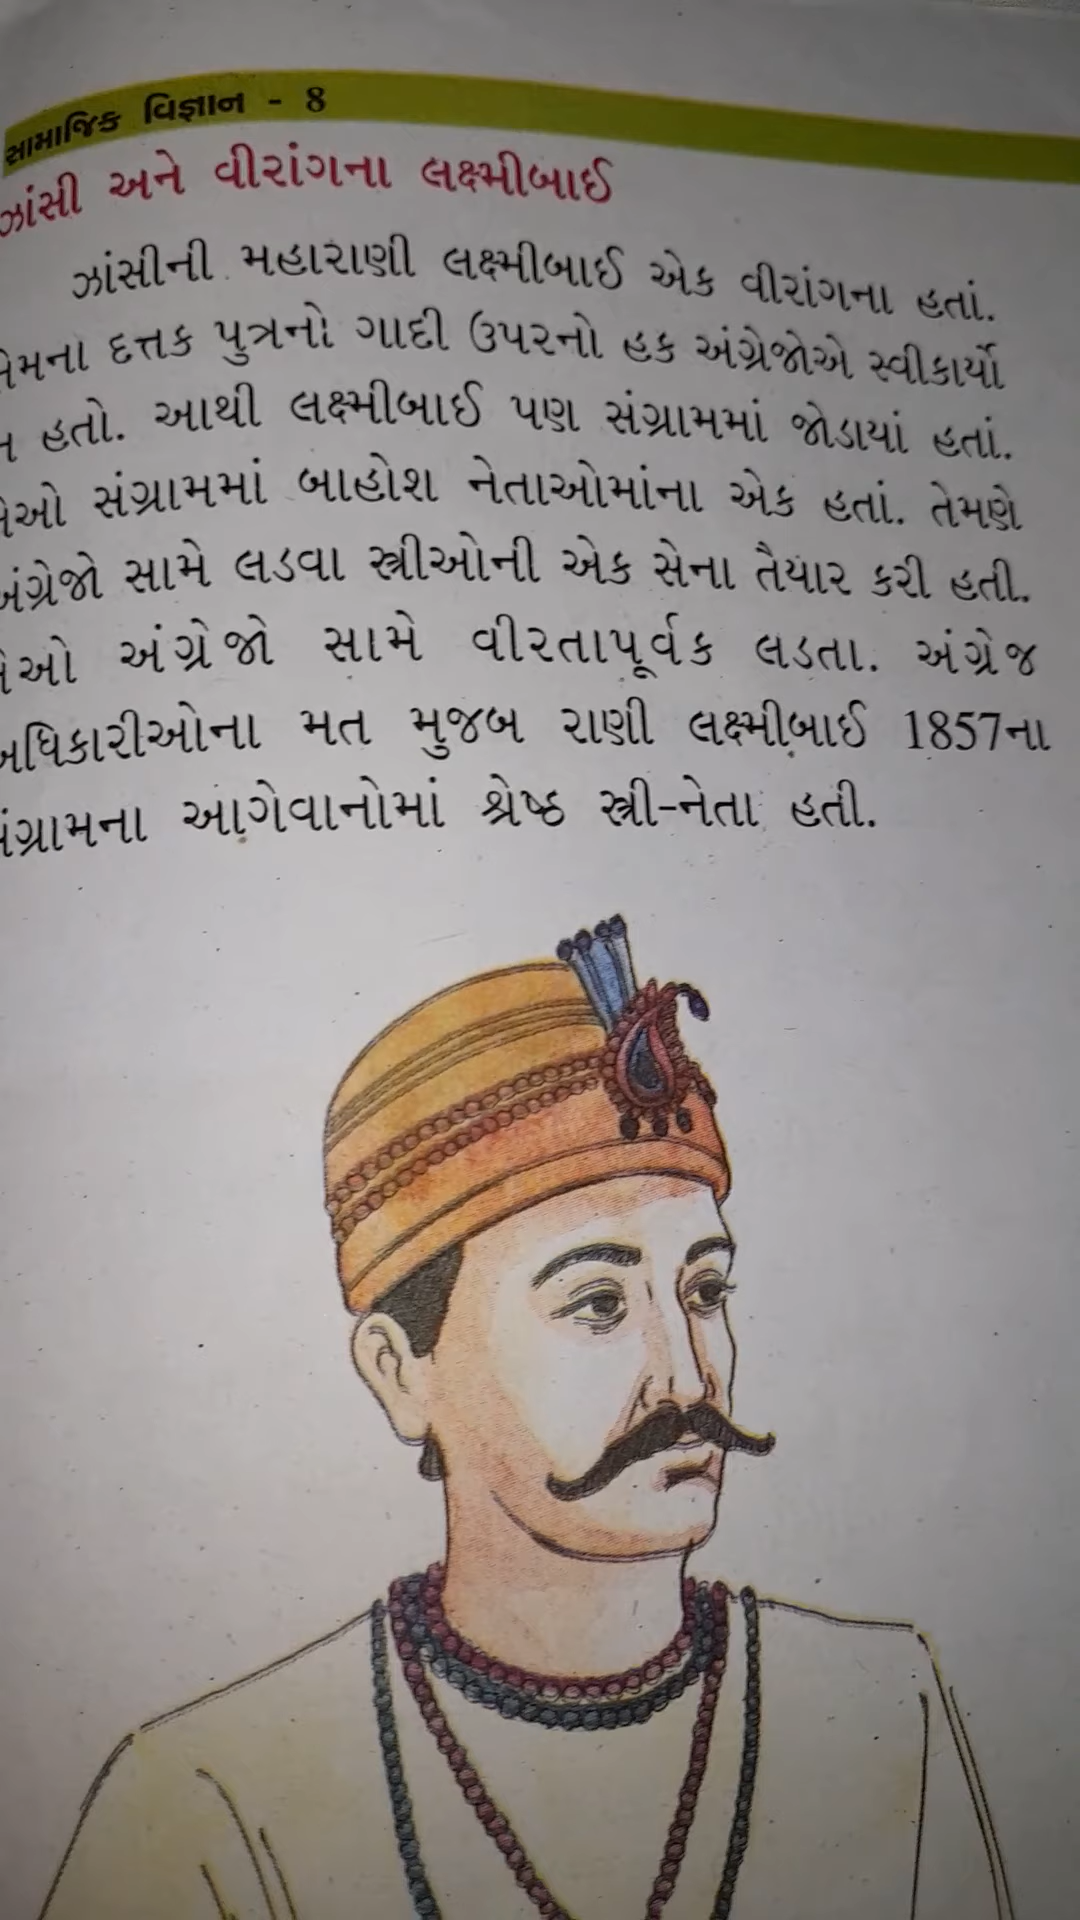 સામાજિક વિજ્ઞાન - 8
ઝાંસી અને વીરાંગના લક્ષ્મીબાઈ
ઝાંસીની મહારાણી લક્ષ્મીબાઈ એક વીરાંગના હતાં.
તેમના દત્તક પુત્રનો ગાદી ઉપરનો હક અંગ્રેજોએ સ્વીકાર્યો
ન હતો. આથી લક્ષ્મીબાઈ પણ સંગ્રામમાં જોડાયાં હતાં.
તેઓ સંગ્રામમાં બાહોશ નેતાઓમાંના એક હતાં. તેમણે
અંગ્રેજો સામે લડવા સ્ત્રીઓની એક સેના તૈયાર કરી હતી.
તેઓ અંગ્રેજો સામે વીરતાપૂર્વક લડતા. અંગ્રેજ
અધિકારીઓના મત મુજબ રાણી લક્ષ્મીબાઈ 1857ના
સંગ્રામના આગેવાનોમાં શ્રેષ્ઠ સ્ત્રી-નેતા હતી.